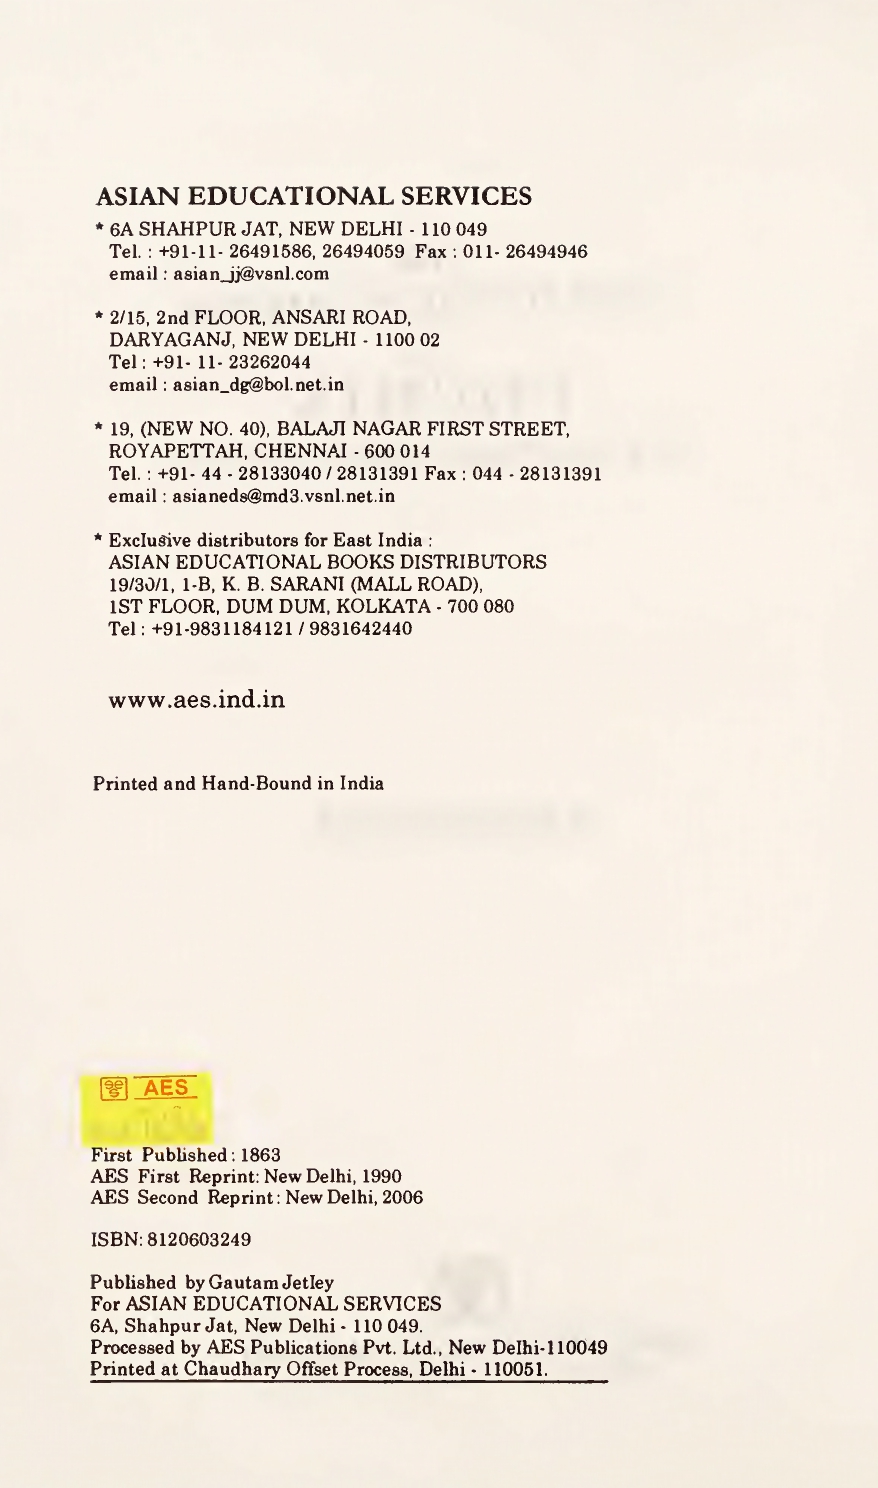 ASIAN EDUCATIONAL SERVICES
* 6A SHAHPUR JAT, NEW DELHI - 110 049
Tel. : +91-11- 26491586, 26494059 Fax : 011- 26494946
email : asian_jj@vsnl.com
* 2/15, 2nd FLOOR, ANSARI ROAD,
DARYAGANJ, NEW DELHI - 1100 02
Tel : +91- 11- 23262044
email : asian_dg@bol.net.in
* 19, (NEW NO. 40), BALAJI NAGAR FIRST STREET,
ROYAPETTAH, CHENNAI - 600 014
Tel. : +91- 44 - 28133040 / 28131391 Fax : 044 - 28131391
email : asianeds@md3.vsnl.net.in
* Exclusive distributors for East India :
ASIAN EDUCATIONAL BOOKS DISTRIBUTORS
19/30/1, 1-B, K. B. SARANI (MALL ROAD),
1ST FLOOR, DUM DUM, KOLKATA - 700 080
Tel : +91-9831184121 / 9831642440
www.aes.ind.in
Printed and Hand-Bound in India
aes AES
First Published : 1863
AES First Reprint: New Delhi, 1990
AES Second Reprint : New Delhi, 2006
ISBN: 8120603249
Published by Gautam Jetley
For ASIAN EDUCATIONAL SERVICES
6A, Shahpur Jat, New Delhi - 110 049.
Processed by AES Publications Pvt. Ltd., New Delhi-110049
Printed at Chaudhary Offset Process, Delhi - 110051.